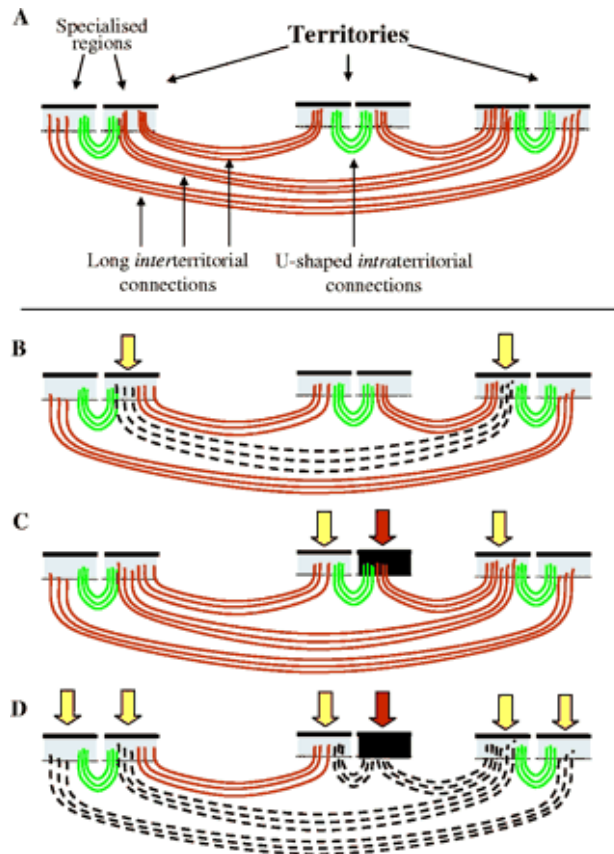 A
Specialised
regions
Territories
Long interterritorial
connections
U-shaped intraterritorial
connections
B
C
D